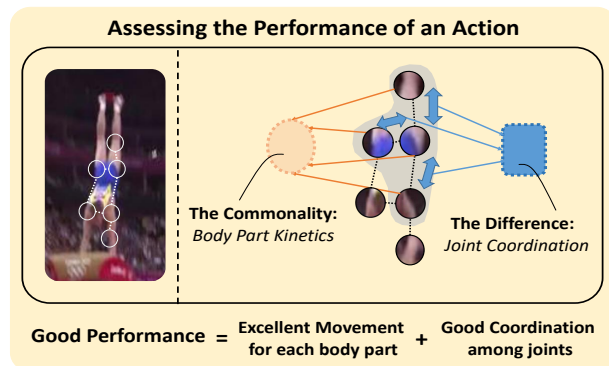 Assessing the Performance of an Action
The Commonality:
Body Part Kinetics
The Difference:
Joint Coordination
Good Performance = Excellent Movement for each body part + Good Coordination among joints